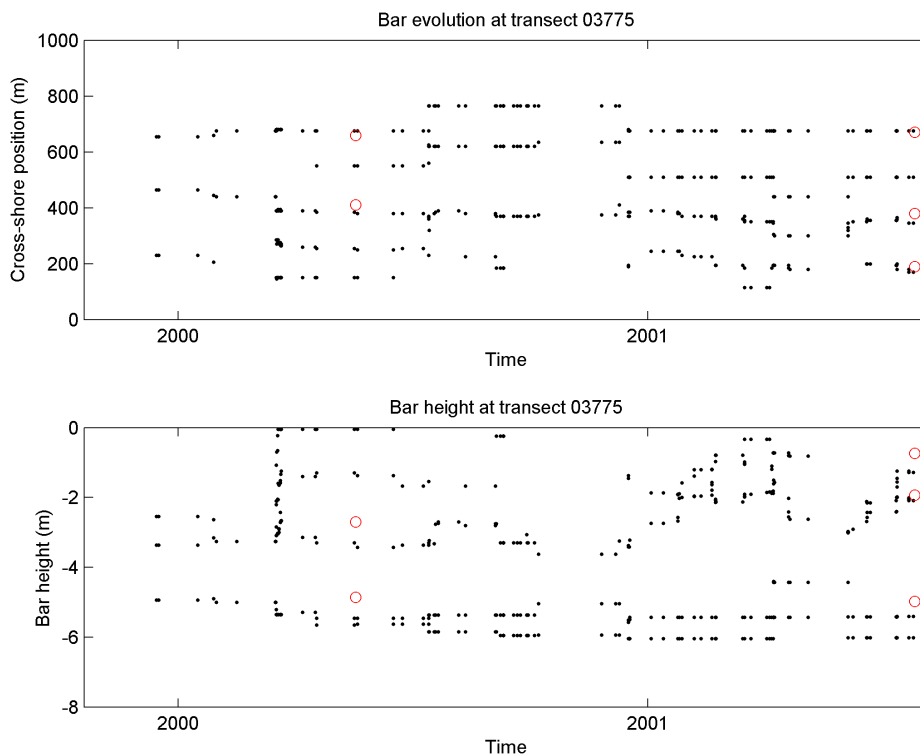 Bar evolution at transect 03775
1000
800
600
400
200
0
Cross-shore position (m)
2000
2001
Time
Bar height at transect 03775
0
-2
-4
-6
-8
Bar height (m)
2000
2001
Time